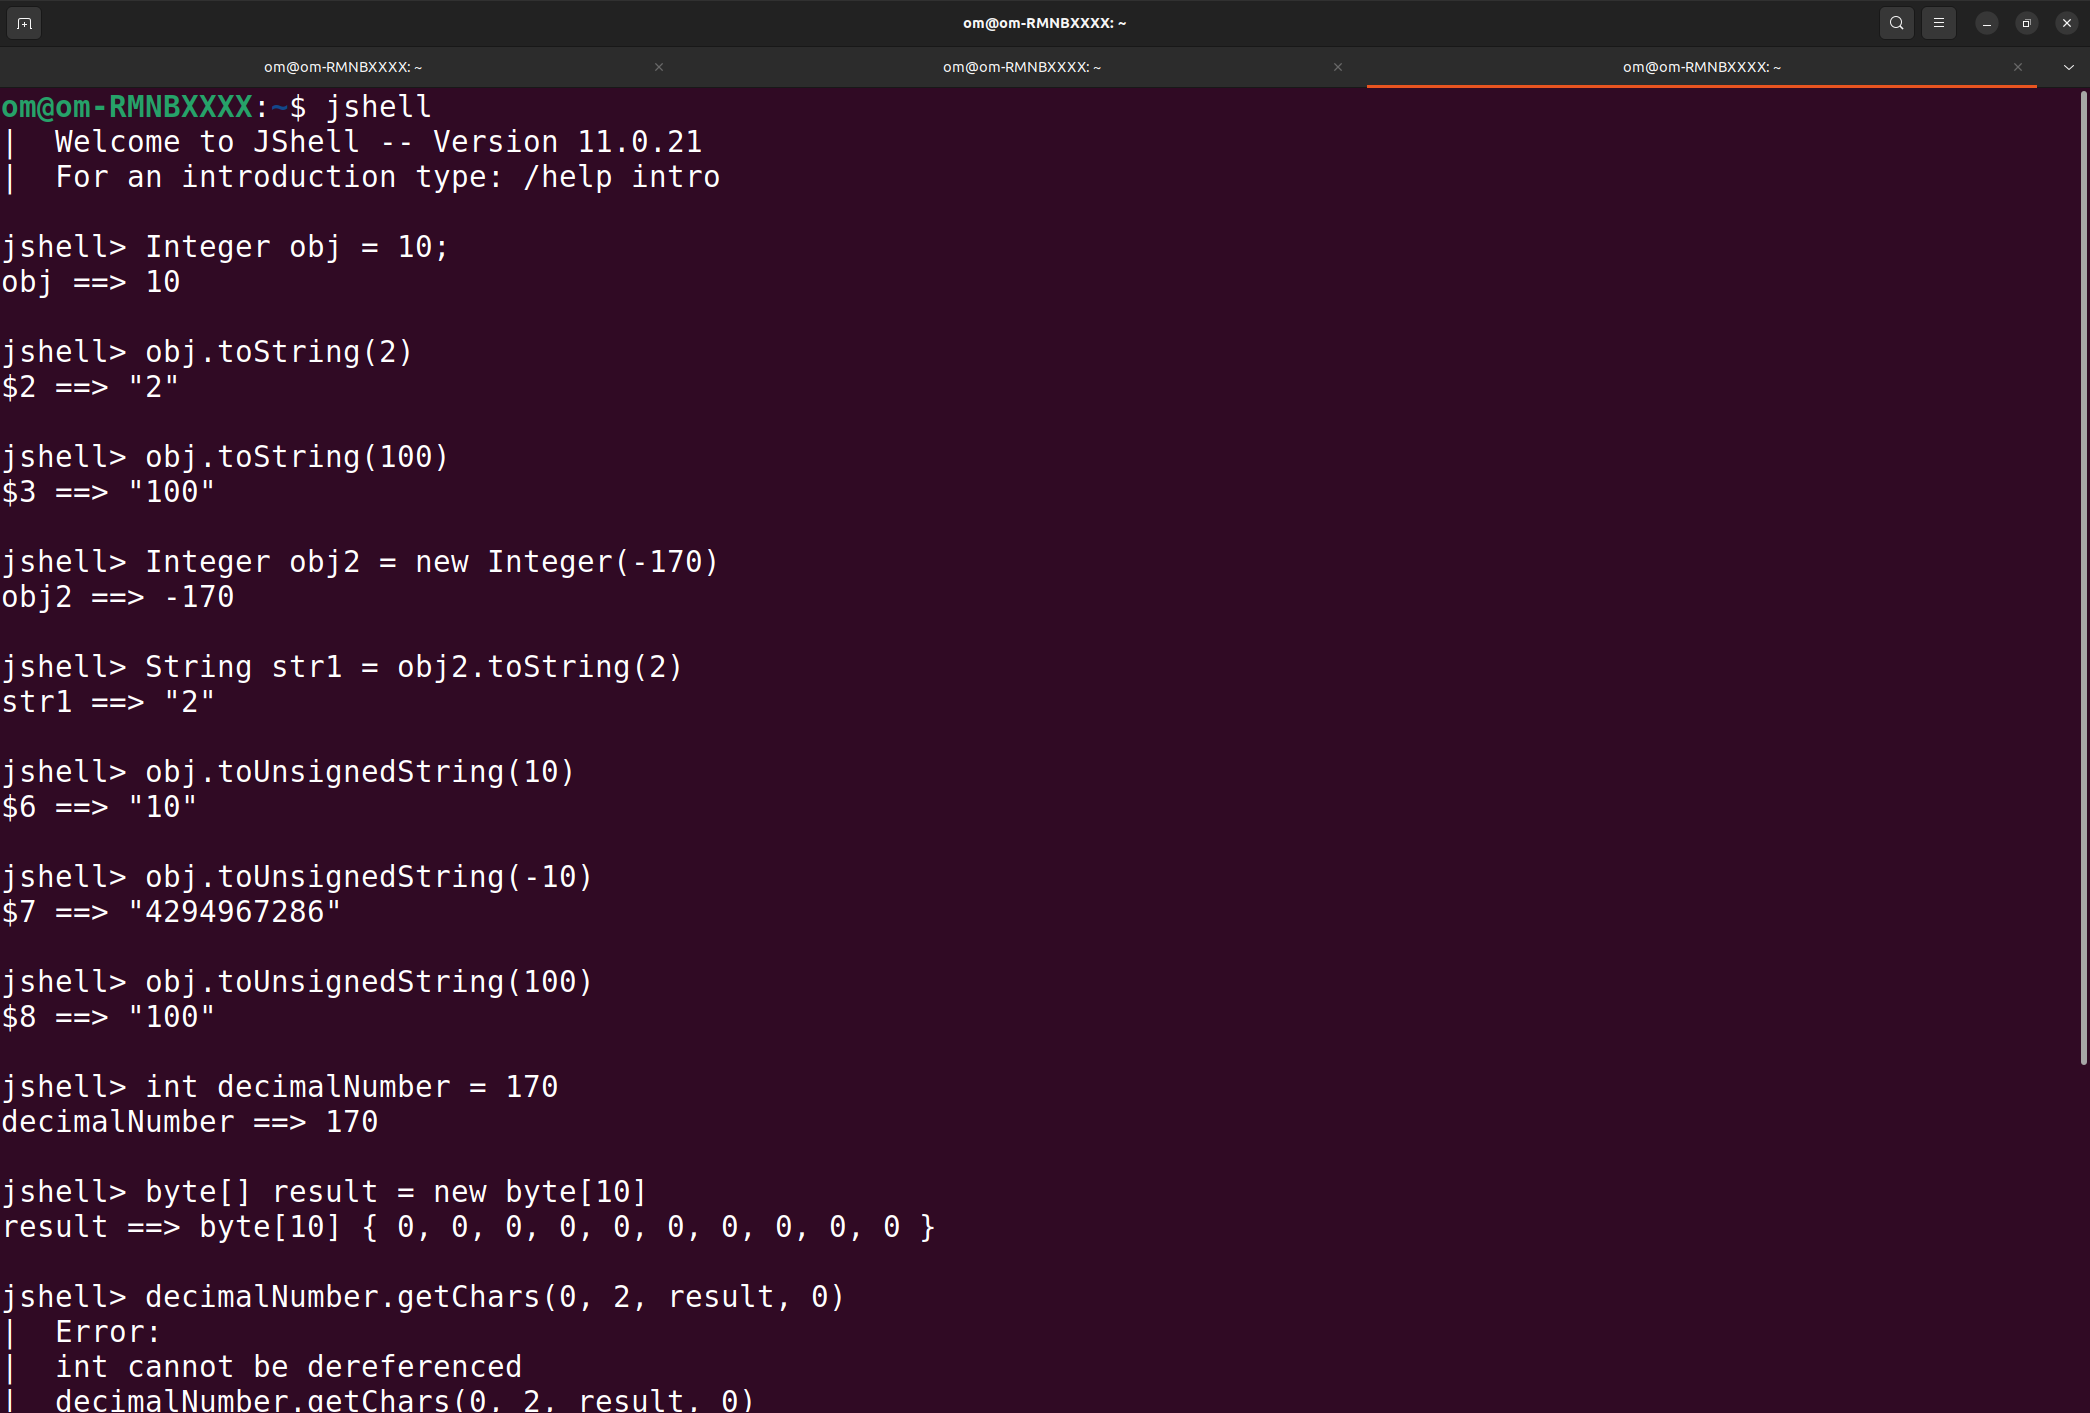 om@om-RMNBXXXX: ~
om@om-RMNBXXXX: ~
om@om-RMNBXXXX: ~
om@om-RMNBXXXX: ~
om@om-RMNBXXXX:~$ jshell
|  Welcome to JShell -- Version 11.0.21
|  For an introduction type: /help intro
jshell> Integer obj = 10;
obj ==> 10
jshell> obj.toString(2)
$2 ==> "2"
jshell> obj.toString(100)
$3 ==> "100"
jshell> Integer obj2 = new Integer(-170)
obj2 ==> -170
jshell> String str1 = obj2.toString(2)
str1 ==> "2"
jshell> obj.toUnsignedString(10)
$6 ==> "10"
jshell> obj.toUnsignedString(-10)
$7 ==> "4294967286"
jshell> obj.toUnsignedString(100)
$8 ==> "100"
jshell> int decimalNumber = 170
decimalNumber ==> 170
jshell> byte[] result = new byte[10]
result ==> byte[10] { 0, 0, 0, 0, 0, 0, 0, 0, 0, 0 }
jshell> decimalNumber.getChars(0, 2, result, 0)
|  Error:
|  int cannot be dereferenced
|  decimalNumber.getChars(0, 2, result, 0)